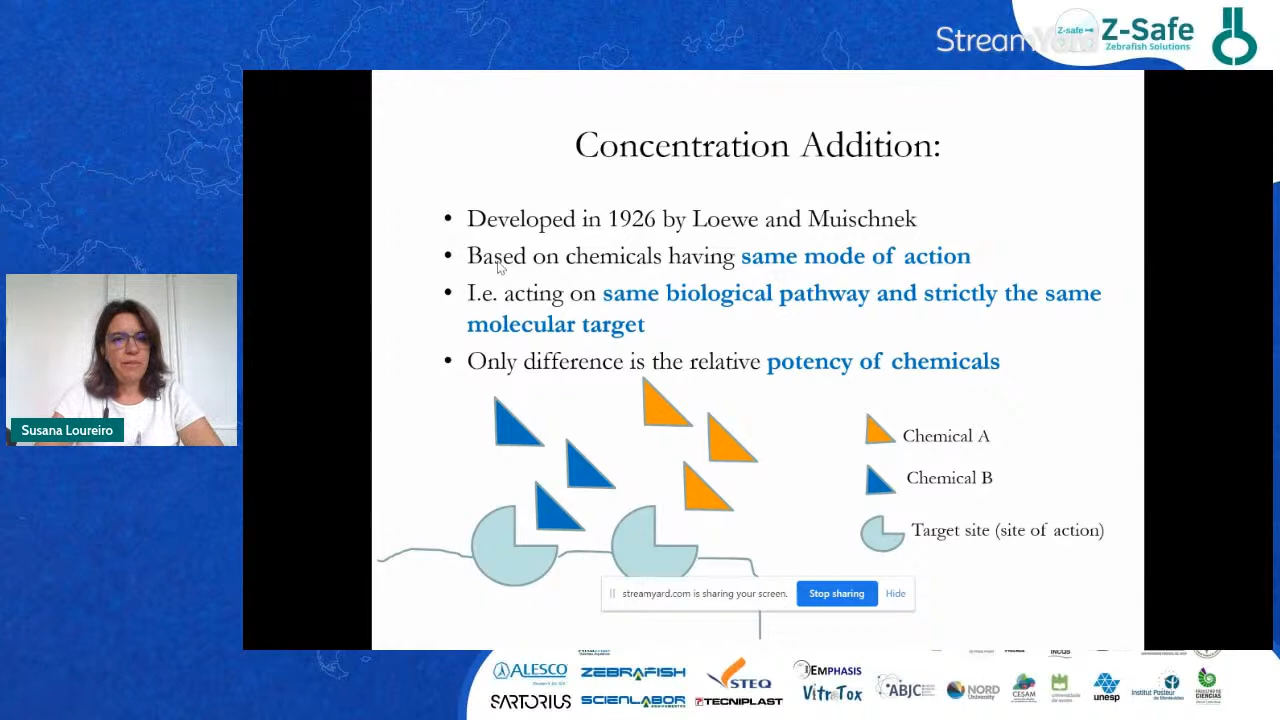 StreamYard
Z-safe
Z-Safe
Zebrafish Solutions
Concentration Addition:
• Developed in 1926 by Loewe and Muischnek
• Based on chemicals having same mode of action
• I.e. acting on same biological pathway and strictly the same
molecular target
• Only difference is the relative potency of chemicals
Chemical A
Chemical B
Target site (site of action)
Susana Loureiro
streamyard.com is sharing your screen.
Stop sharing
Hide
ALESCO
ZEBRAFISH
STEQ
EMPHASIS
VitroTox
ABJC
NORD
CESAM
unesp
Institut Pasteur
FACULTAD DE
CIENCIAS
SARTORIUS
SCIENLABOR
TECNIPLAST